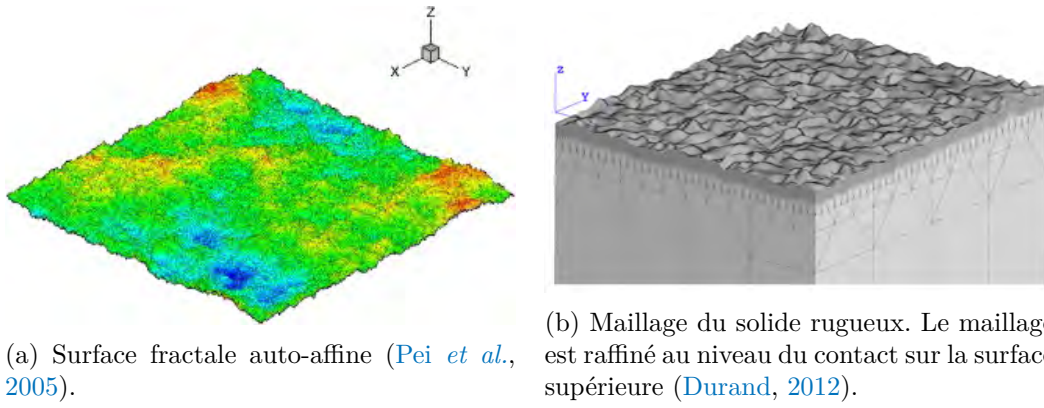 Z
X
Y
z
Y
(a) Surface fractale auto-affine (Pei et al.,
2005).
(b) Maillage du solide rugueux. Le maillage
est raffiné au niveau du contact sur la surface
supérieure (Durand, 2012).